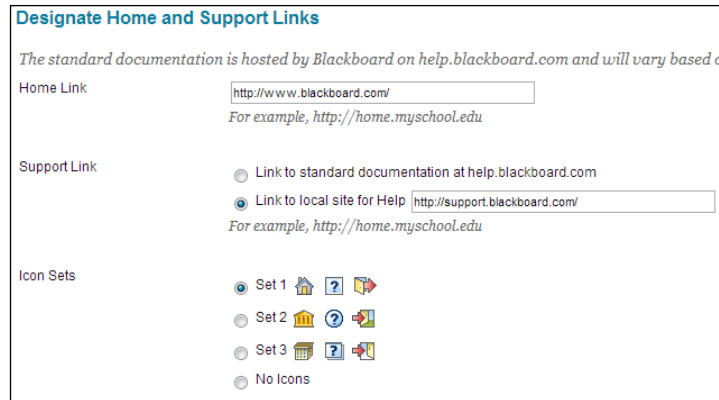 Designate Home and Support Links
The standard documentation is hosted by Blackboard on help.blackboard.com and will vary based
Home Link
http://www.blackboard.com/
For example, http://home.myschool.edu
Support Link
Link to standard documentation at help.blackboard.com
Link to local site for Help http://support.blackboard.com/
For example, http://home.myschool.edu
Icon Sets
Set 1 ?
Set 2 ?
Set 3 ?
No Icons